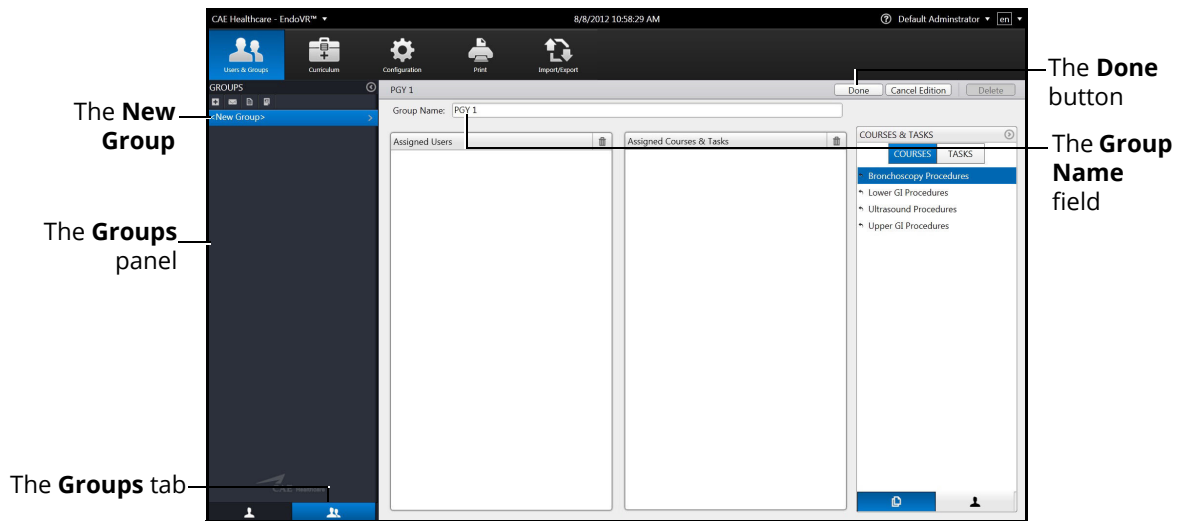 CAE Healthcare - EndoVR™
8/8/2012 10:58:29 AM
Default Adminstrator
en
Users & Groups
Curriculum
Configuration
Print
Import/Export
GROUPS
<New Group>
PGY 1
Done
Cancel Edition
Delete
Group Name:
PGY 1
Assigned Users
Assigned Courses & Tasks
COURSES & TASKS
COURSES
TASKS
Bronchoscopy Procedures
Lower GI Procedures
Ultrasound Procedures
Upper GI Procedures
CAE Healthcare
The New
Group
The Groups
panel
The Groups tab
The Done
button
The Group
Name
field